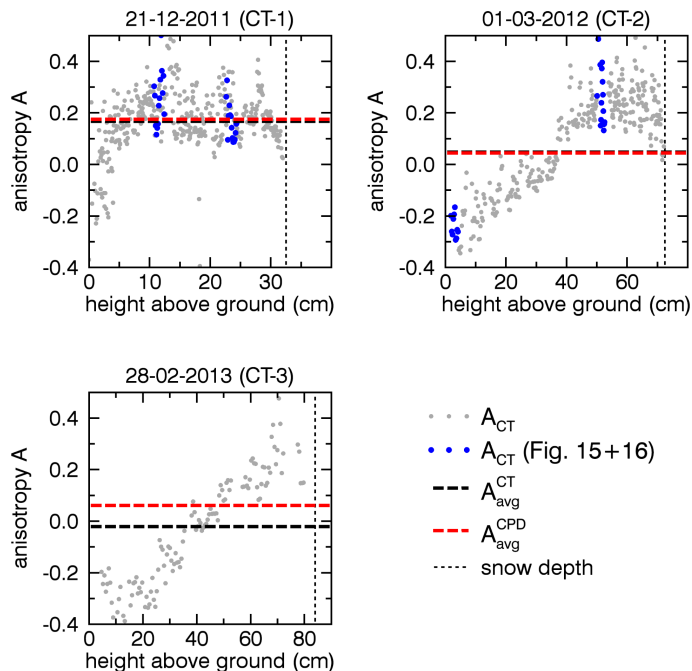 21-12-2011 (CT-1)
anisotropy A
0.4
0.2
0.0
-0.2
-0.4
0 10 20 30
height above ground (cm)
01-03-2012 (CT-2)
anisotropy A
0.4
0.2
0.0
-0.2
-0.4
0 20 40 60
height above ground (cm)
28-02-2013 (CT-3)
anisotropy A
0.4
0.2
0.0
-0.2
-0.4
0 20 40 60 80
height above ground (cm)
A_CT
A_CT (Fig. 15+16)
A_avg^CT
A_avg^CPD
snow depth